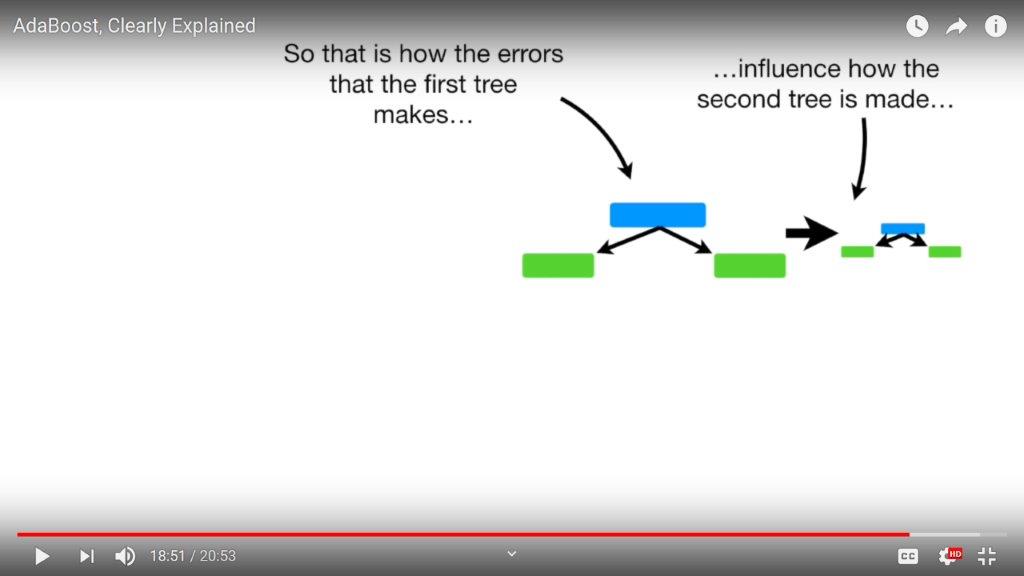 AdaBoost, Clearly Explained
So that is how the errors
that the first tree
makes…
…influence how the
second tree is made…
18:51 / 20:53
CC
HD